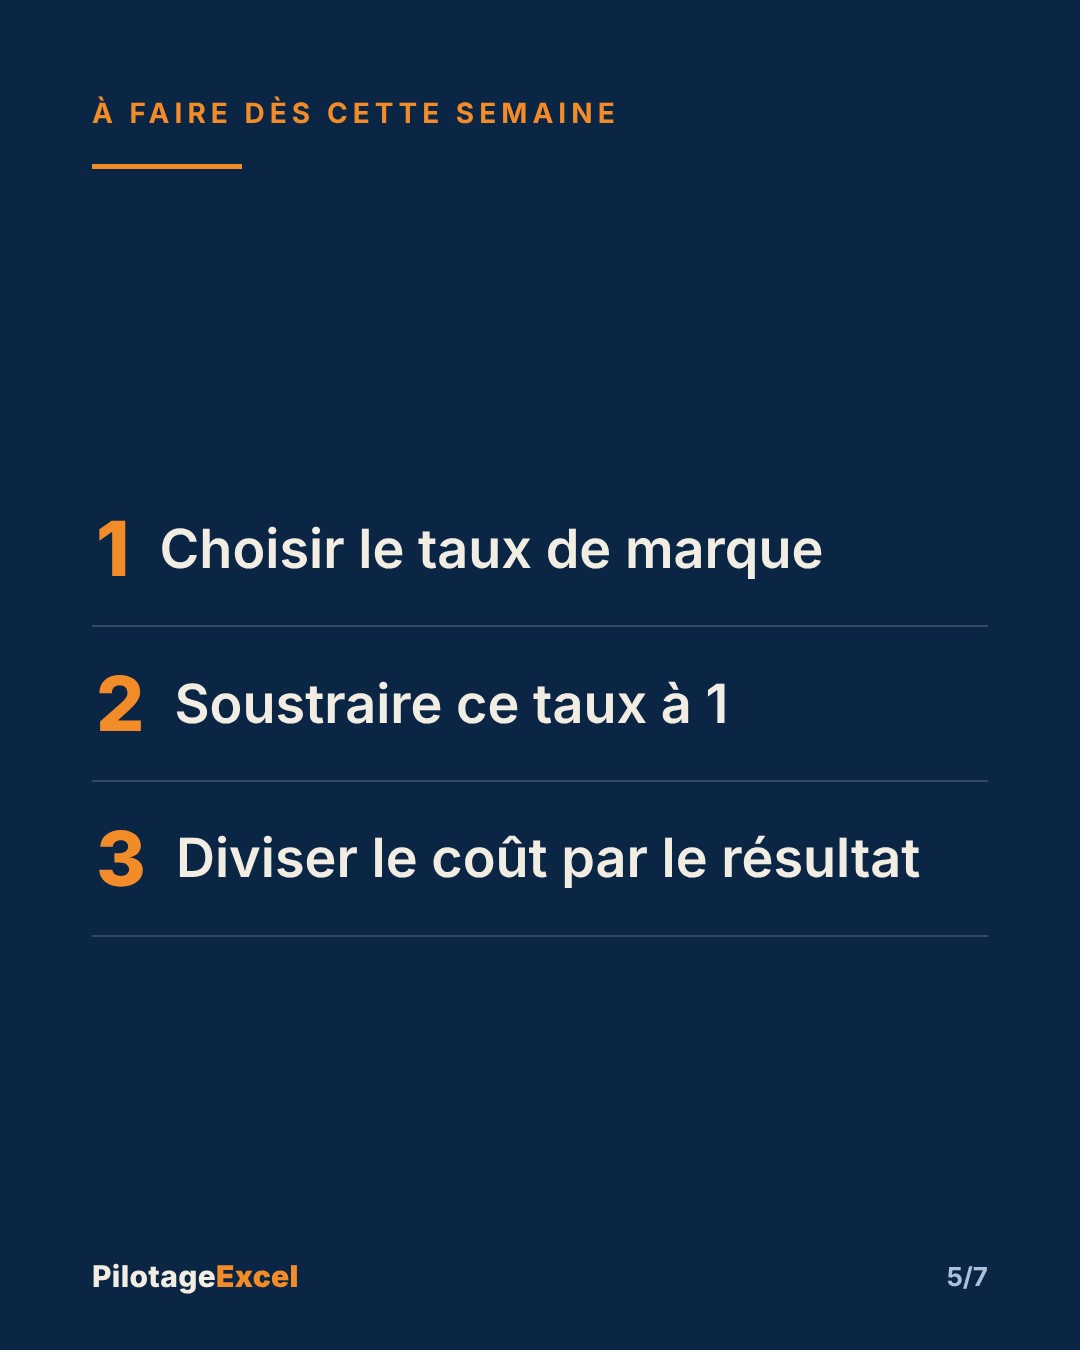 À FAIRE DÈS CETTE SEMAINE
1 Choisir le taux de marque
2 Soustraire ce taux à 1
3 Diviser le coût par le résultat
PilotageExcel
5/7